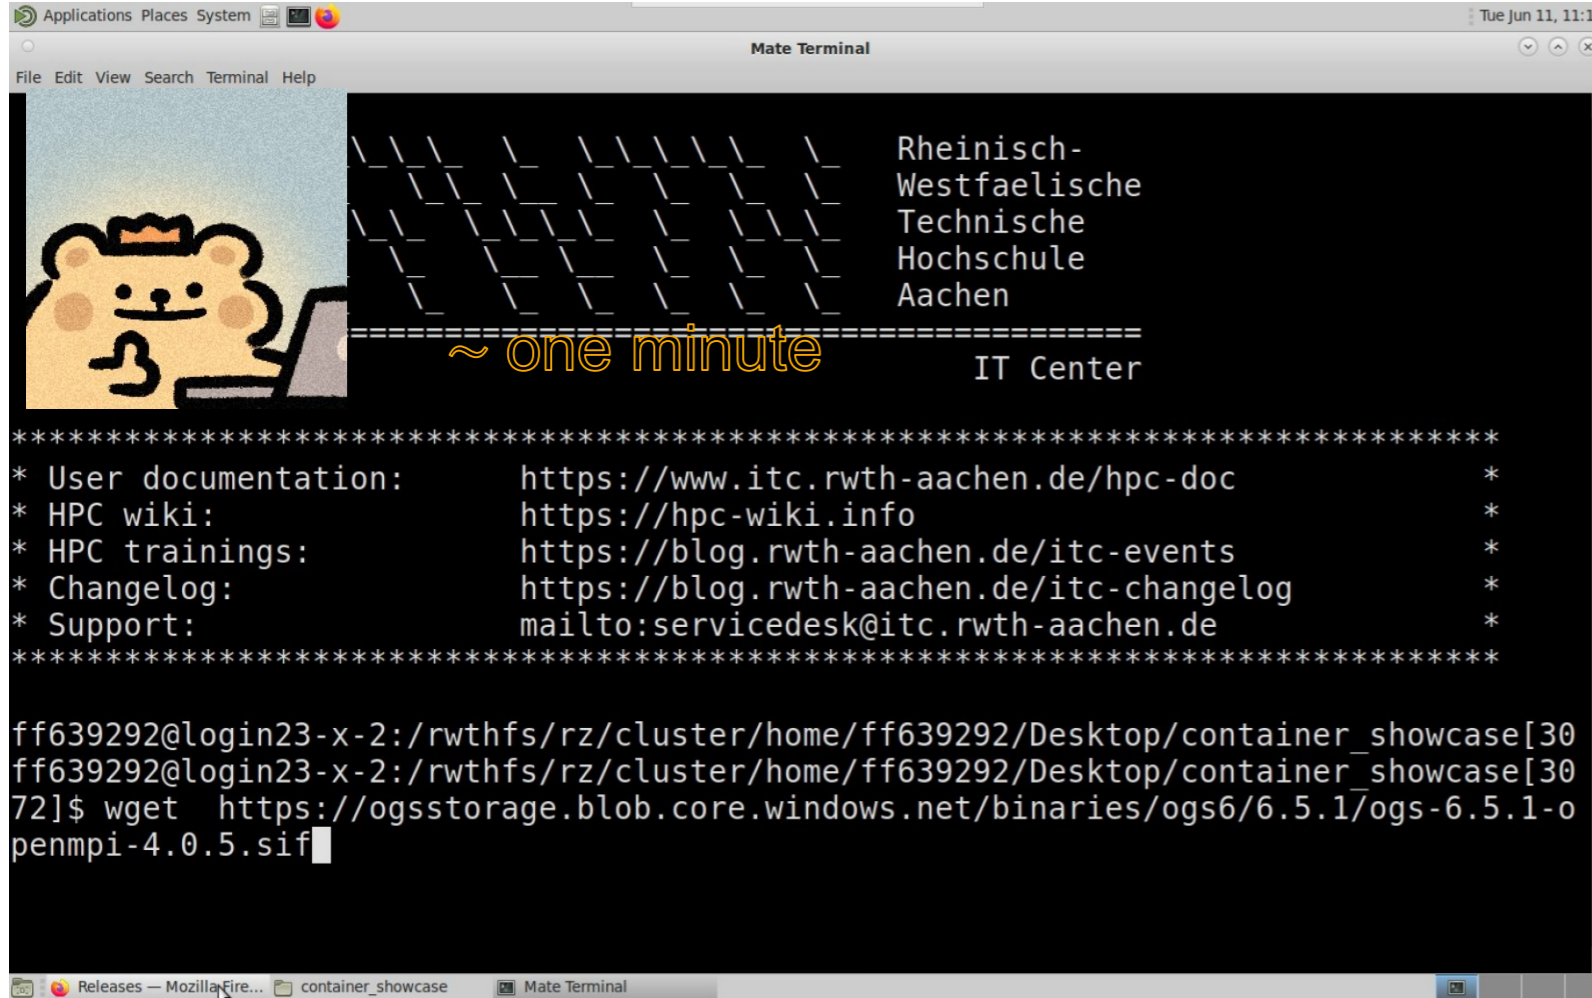 Applications Places System
Tue Jun 11, 11:1
Mate Terminal
File Edit View Search Terminal Help
Rheinisch-
Westfaelische
Technische
Hochschule
Aachen
=========================================
~ one minute
IT Center
*******************************************************************************
* User documentation: https://www.itc.rwth-aachen.de/hpc-doc *
* HPC wiki: https://hpc-wiki.info *
* HPC trainings: https://blog.rwth-aachen.de/itc-events *
* Changelog: https://blog.rwth-aachen.de/itc-changelog *
* Support: mailto:servicedesk@itc.rwth-aachen.de *
*******************************************************************************
ff639292@login23-x-2:/rwthfs/rz/cluster/home/ff639292/Desktop/container_showcase[30
ff639292@login23-x-2:/rwthfs/rz/cluster/home/ff639292/Desktop/container_showcase[30
72]$ wget  https://ogsstorage.blob.core.windows.net/binaries/ogs6/6.5.1/ogs-6.5.1-o
penmpi-4.0.5.sif
Releases — Mozilla Fire... container_showcase Mate Terminal